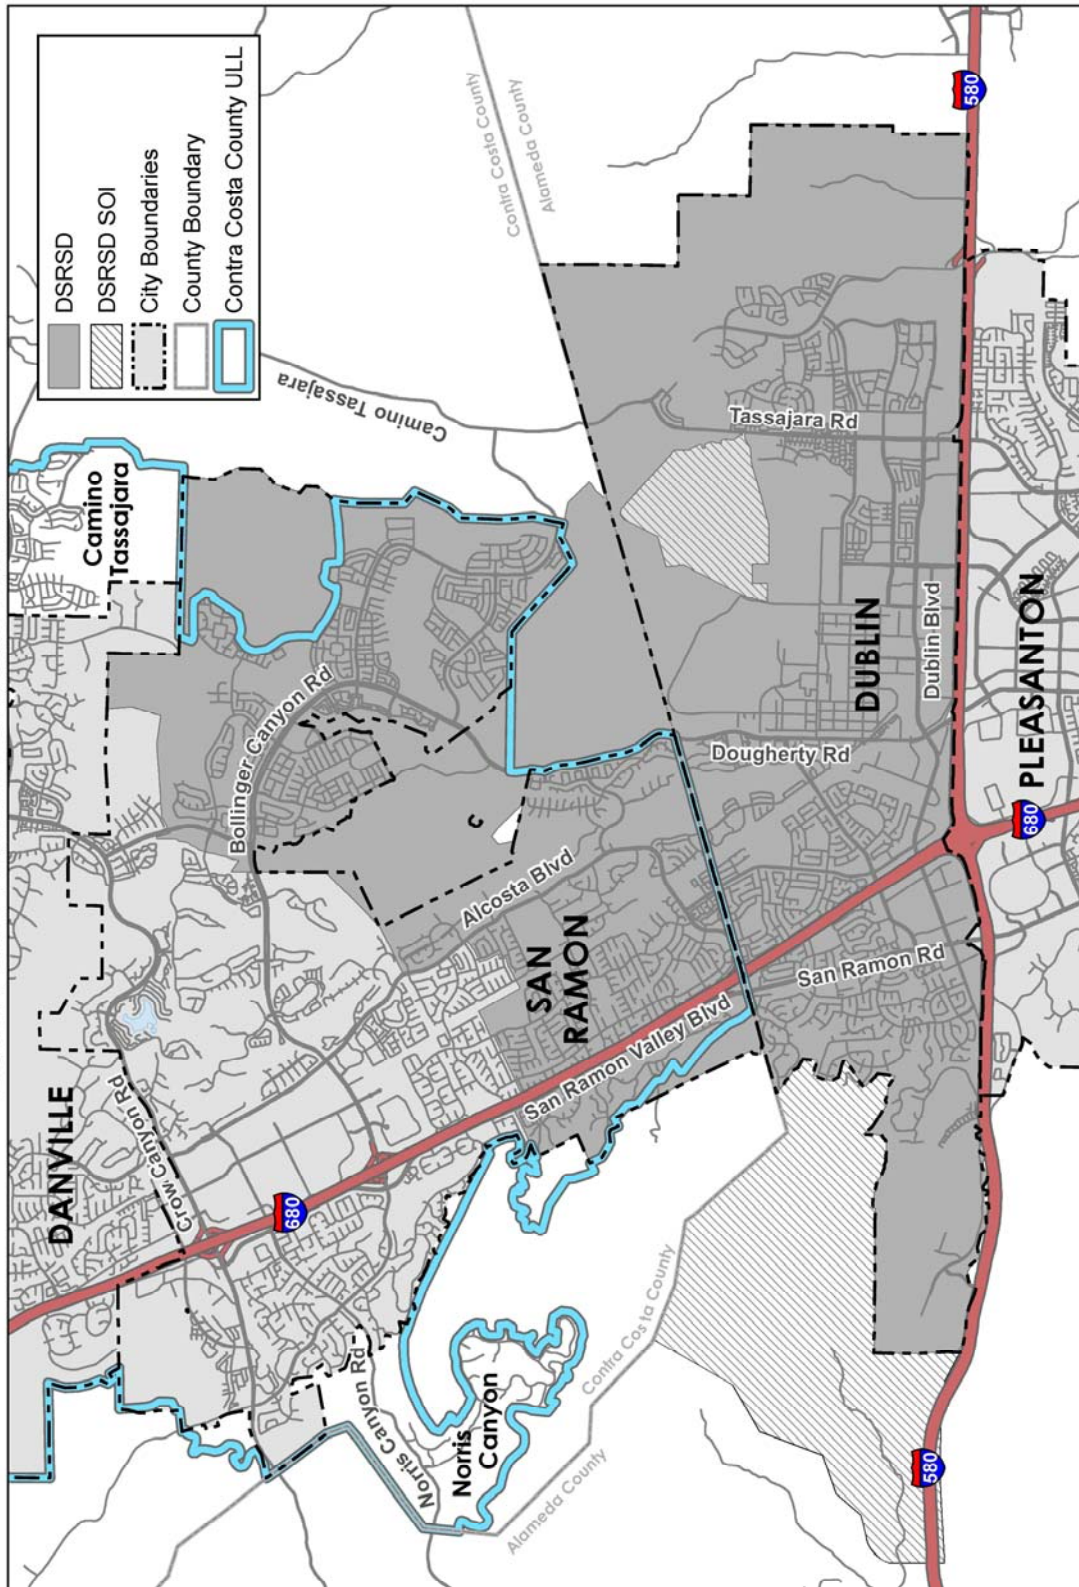 DSRSD
DSRSD SOI
City Boundaries
County Boundary
Contra Costa County ULL
Contra Costa County
Alameda County
580
Camino Tassajara
Camino
Tassajara
Tassajara Rd
Bollinger Canyon Rd
DUBLIN
Dublin Blvd
Dougherty Rd
PLEASANTON
680
Alcosta Blvd
SAN
RAMON
San Ramon Rd
San Ramon Valley Blvd
DANVILLE
Crow Canyon Rd
680
Norris Canyon Rd
Norris
Canyon
Contra Costa County
Alameda County
580